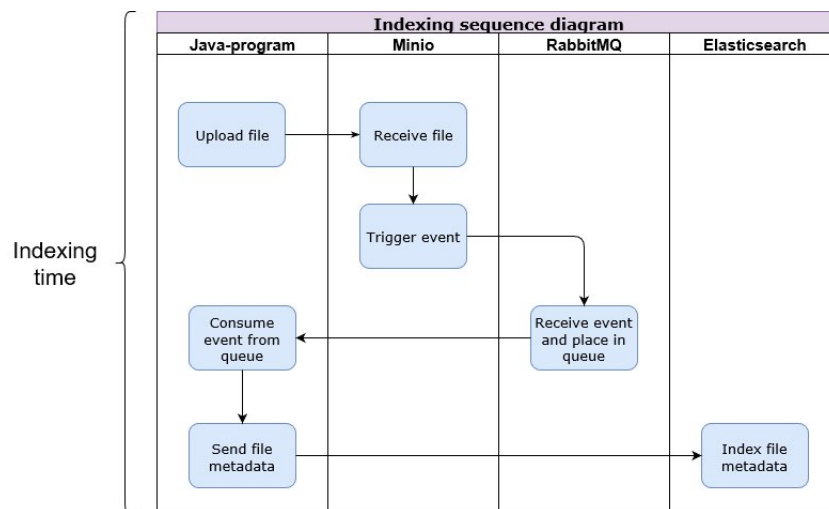 Indexing sequence diagram
Java-program
Minio
RabbitMQ
Elasticsearch
Upload file
Receive file
Trigger event
Indexing
time
Consume
event from
queue
Receive event
and place in
queue
Send file
metadata
Index file
metadata